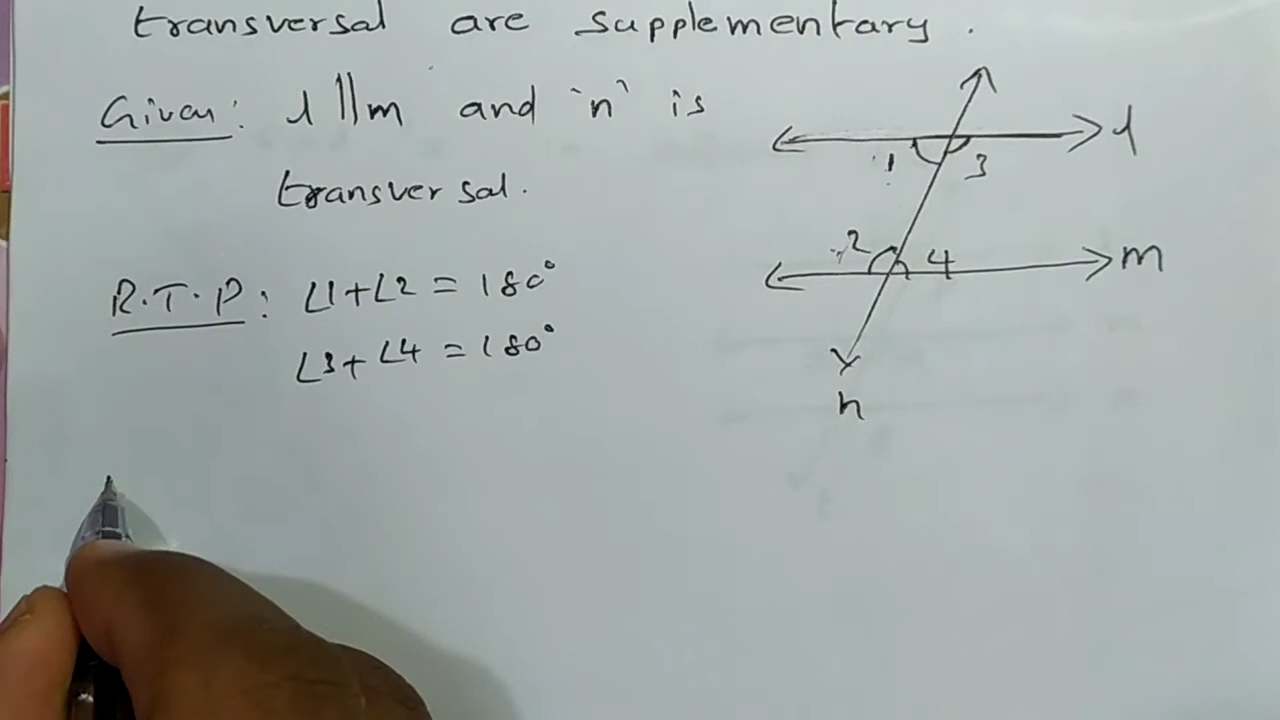 transversal are supplementary.
Given: l || m and 'n' is
transversal.
R.T.P: ∠1+∠2 = 180°
∠3+∠4 = 180°
l
1 3
2 4
m
n